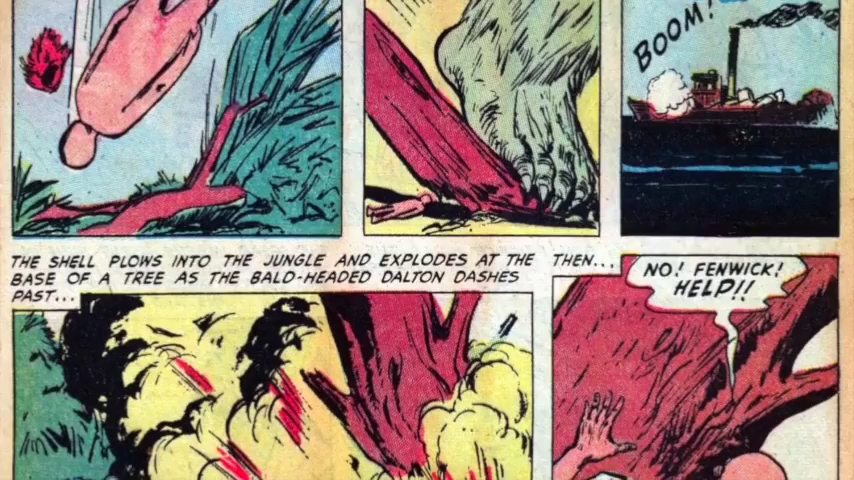 BOOM!
THE SHELL PLOWS INTO THE JUNGLE AND EXPLODES AT THE
BASE OF A TREE AS THE BALD-HEADED DALTON DASHES
PAST...
THEN...
NO! FENWICK!
HELP!!